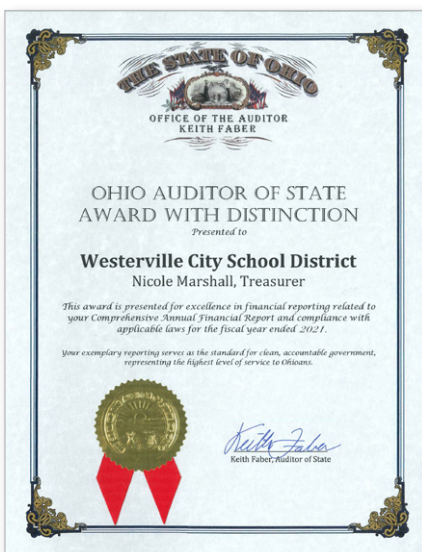 THE STATE OF OHIO
OFFICE OF THE AUDITOR
KEITH FABER
OHIO AUDITOR OF STATE
AWARD WITH DISTINCTION
Presented to
Westerville City School District
Nicole Marshall, Treasurer
This award is presented for excellence in financial reporting related to
your Comprehensive Annual Financial Report and compliance with
applicable laws for the fiscal year ended 2021.
Your exemplary reporting serves as the standard for clean, accountable government,
representing the highest level of service to Ohioans.
Keith Faber
Keith Faber, Auditor of State